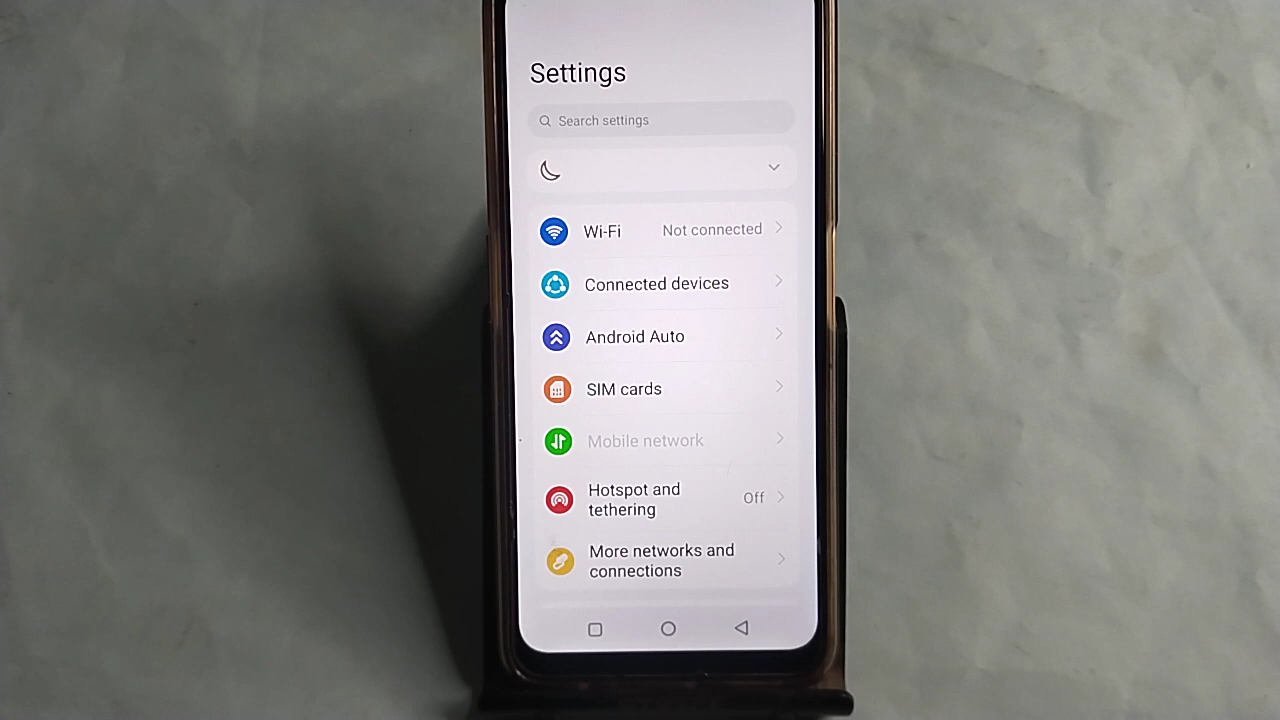 Settings
Search settings
Wi-Fi Not connected
Connected devices
Android Auto
SIM cards
Mobile network
Hotspot and
tethering Off
More networks and
connections